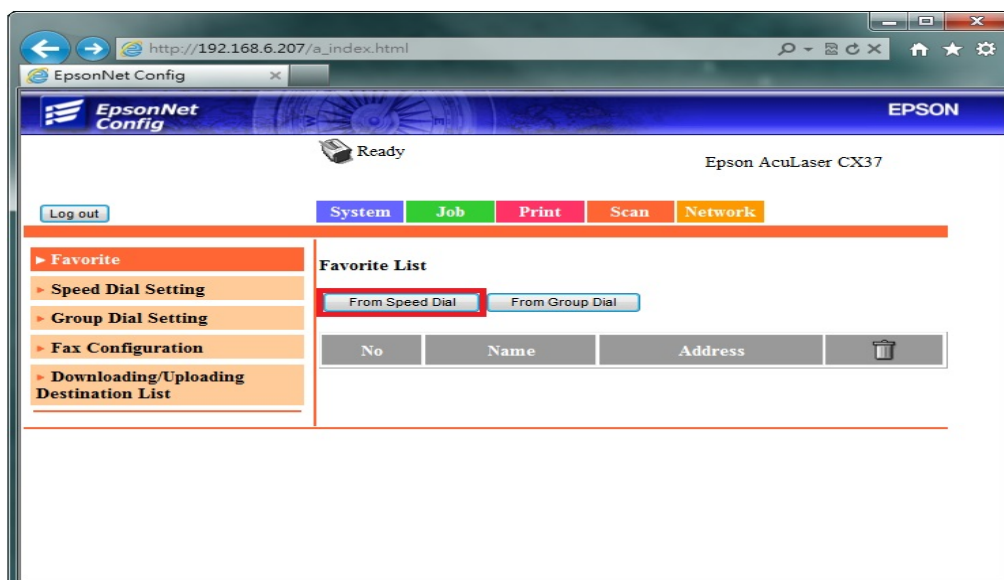 http://192.168.6.207/a_index.html
EpsonNet Config
EpsonNet
Config
EPSON
Ready
Epson AcuLaser CX37
Log out
System Job Print Scan Network
Favorite
Speed Dial Setting
Group Dial Setting
Fax Configuration
Downloading/Uploading
Destination List
Favorite List
From Speed Dial From Group Dial
No Name Address